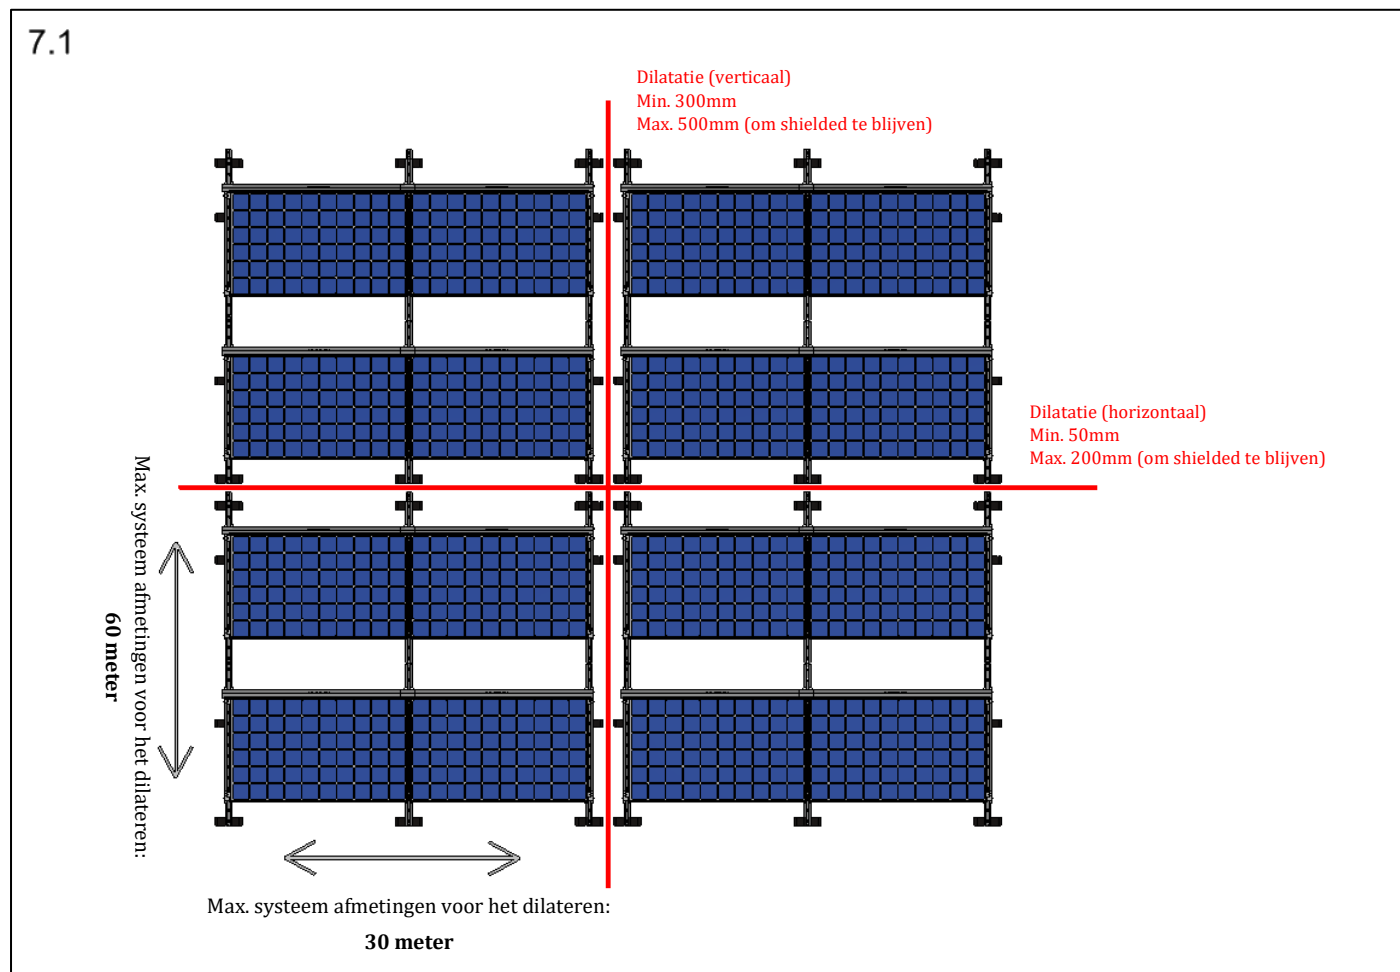 7.1
Dilatatie (verticaal)
Min. 300mm
Max. 500mm (om shielded te blijven)
Dilatatie (horizontaal)
Min. 50mm
Max. 200mm (om shielded te blijven)
Max. systeem afmetingen voor het dilateren:
60 meter
Max. systeem afmetingen voor het dilateren:
30 meter